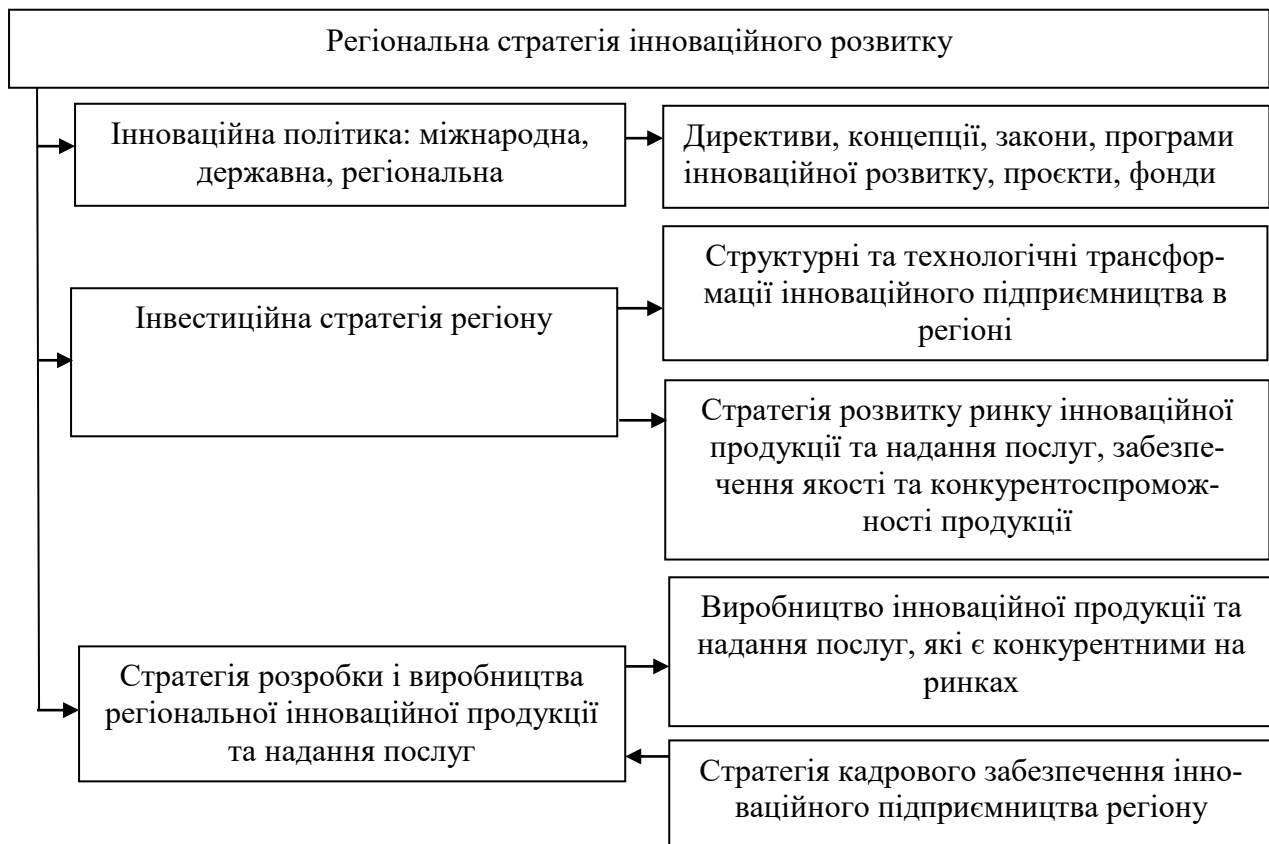 Регіональна стратегія інноваційного розвитку
Інноваційна політика: міжнародна,
державна, регіональна
Директиви, концепції, закони, програми
інноваційної розвитку, проєкти, фонди
Інвестиційна стратегія регіону
Структурні та технологічні трансфор-
мації інноваційного підприємництва в
регіоні
Стратегія розвитку ринку інноваційної
продукції та надання послуг, забезпе-
чення якості та конкурентоспромож-
ності продукції
Стратегія розробки і виробництва
регіональної інноваційної продукції
та надання послуг
Виробництво інноваційної продукції та
надання послуг, які є конкурентними на
ринках
Стратегія кадрового забезпечення інно-
ваційного підприємництва регіону